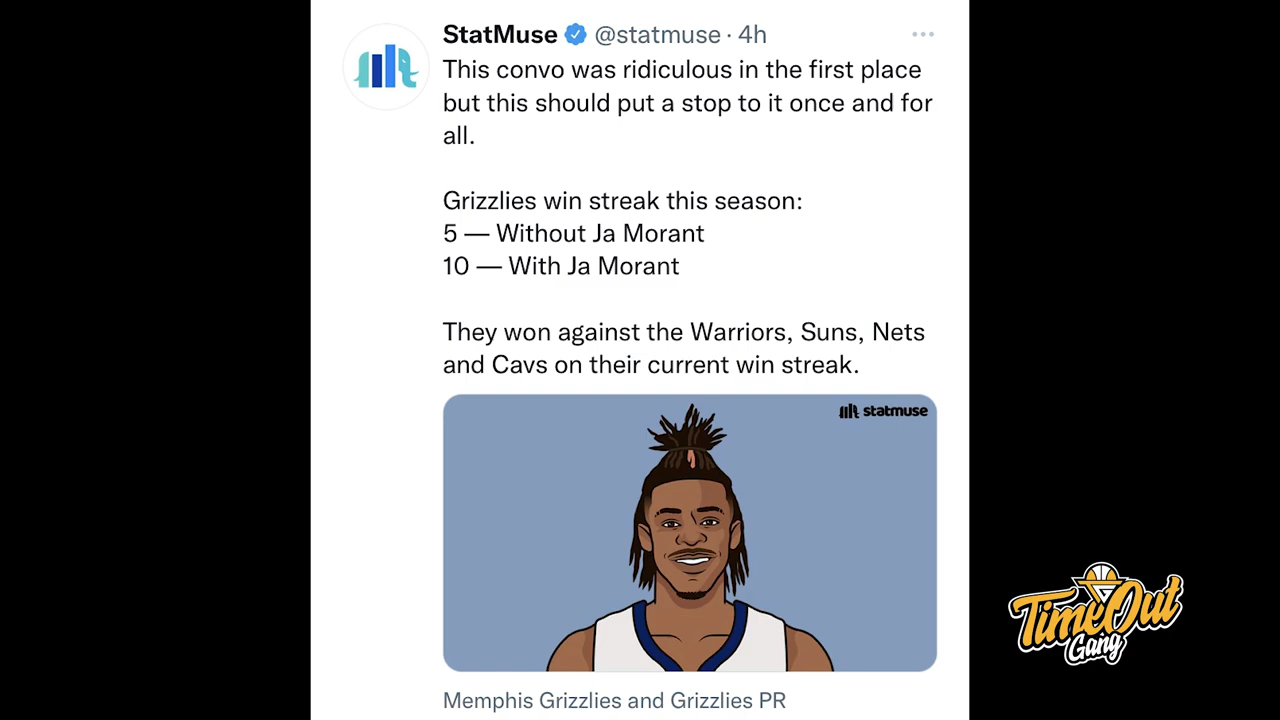 StatMuse @statmuse · 4h
This convo was ridiculous in the first place
but this should put a stop to it once and for
all.
Grizzlies win streak this season:
5 — Without Ja Morant
10 — With Ja Morant
They won against the Warriors, Suns, Nets
and Cavs on their current win streak.
statmuse
Memphis Grizzlies and Grizzlies PR
TimeOut
Gang